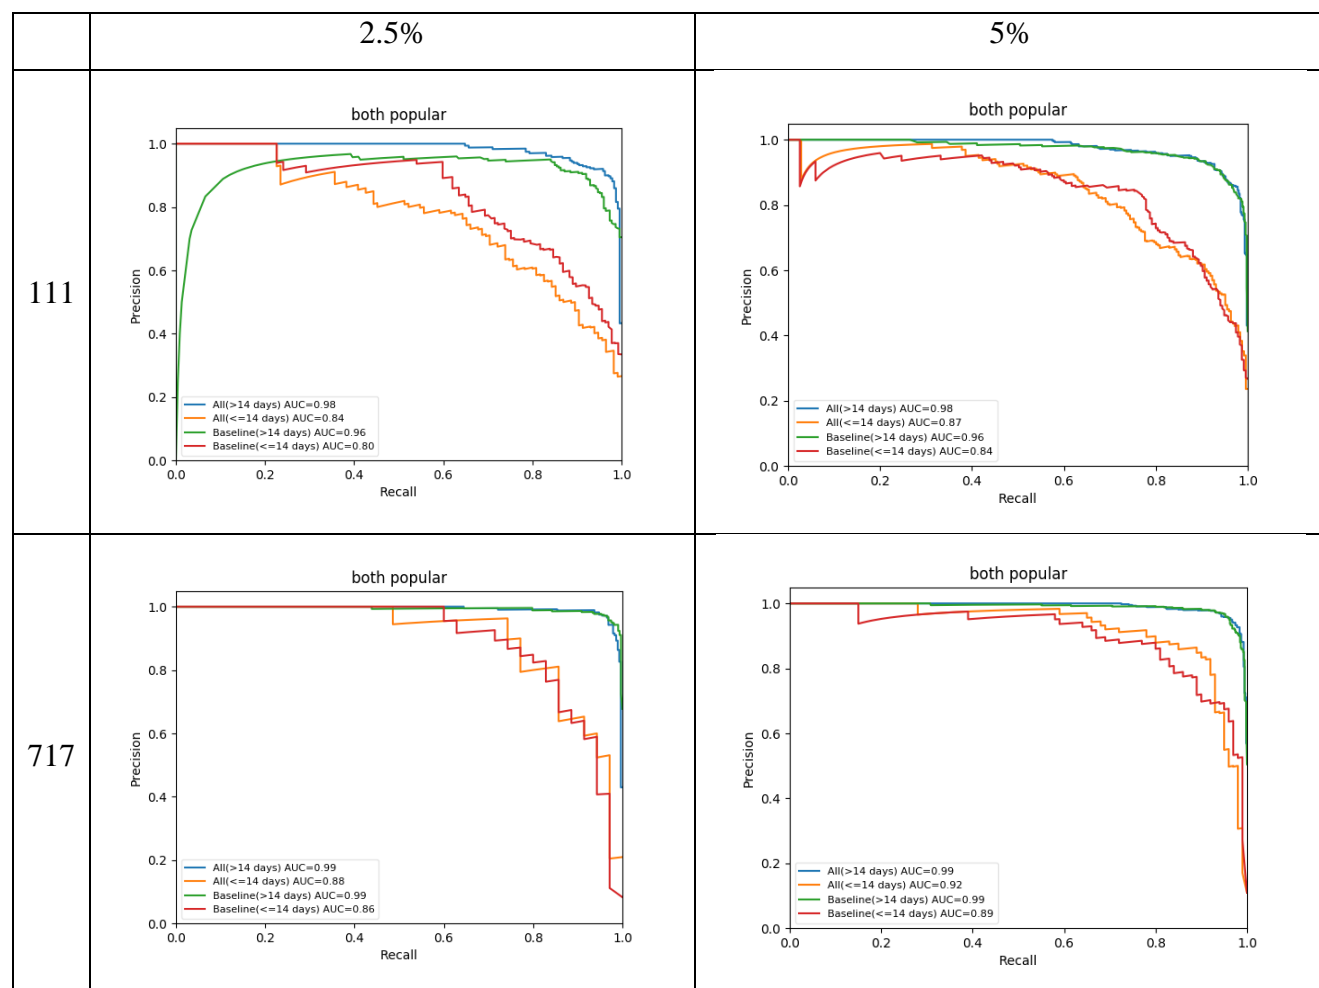 2.5%
5%
111
both popular
Precision
1.0
0.8
0.6
0.4
0.2
0.0
All(>14 days) AUC=0.98
All(<=14 days) AUC=0.84
Baseline(>14 days) AUC=0.96
Baseline(<=14 days) AUC=0.80
0.0 0.2 0.4 0.6 0.8 1.0
Recall
both popular
Precision
1.0
0.8
0.6
0.4
0.2
0.0
All(>14 days) AUC=0.98
All(<=14 days) AUC=0.87
Baseline(>14 days) AUC=0.96
Baseline(<=14 days) AUC=0.84
0.0 0.2 0.4 0.6 0.8 1.0
Recall
717
both popular
Precision
1.0
0.8
0.6
0.4
0.2
0.0
All(>14 days) AUC=0.99
All(<=14 days) AUC=0.88
Baseline(>14 days) AUC=0.99
Baseline(<=14 days) AUC=0.86
0.0 0.2 0.4 0.6 0.8 1.0
Recall
both popular
Precision
1.0
0.8
0.6
0.4
0.2
0.0
All(>14 days) AUC=0.99
All(<=14 days) AUC=0.92
Baseline(>14 days) AUC=0.99
Baseline(<=14 days) AUC=0.89
0.0 0.2 0.4 0.6 0.8 1.0
Recall